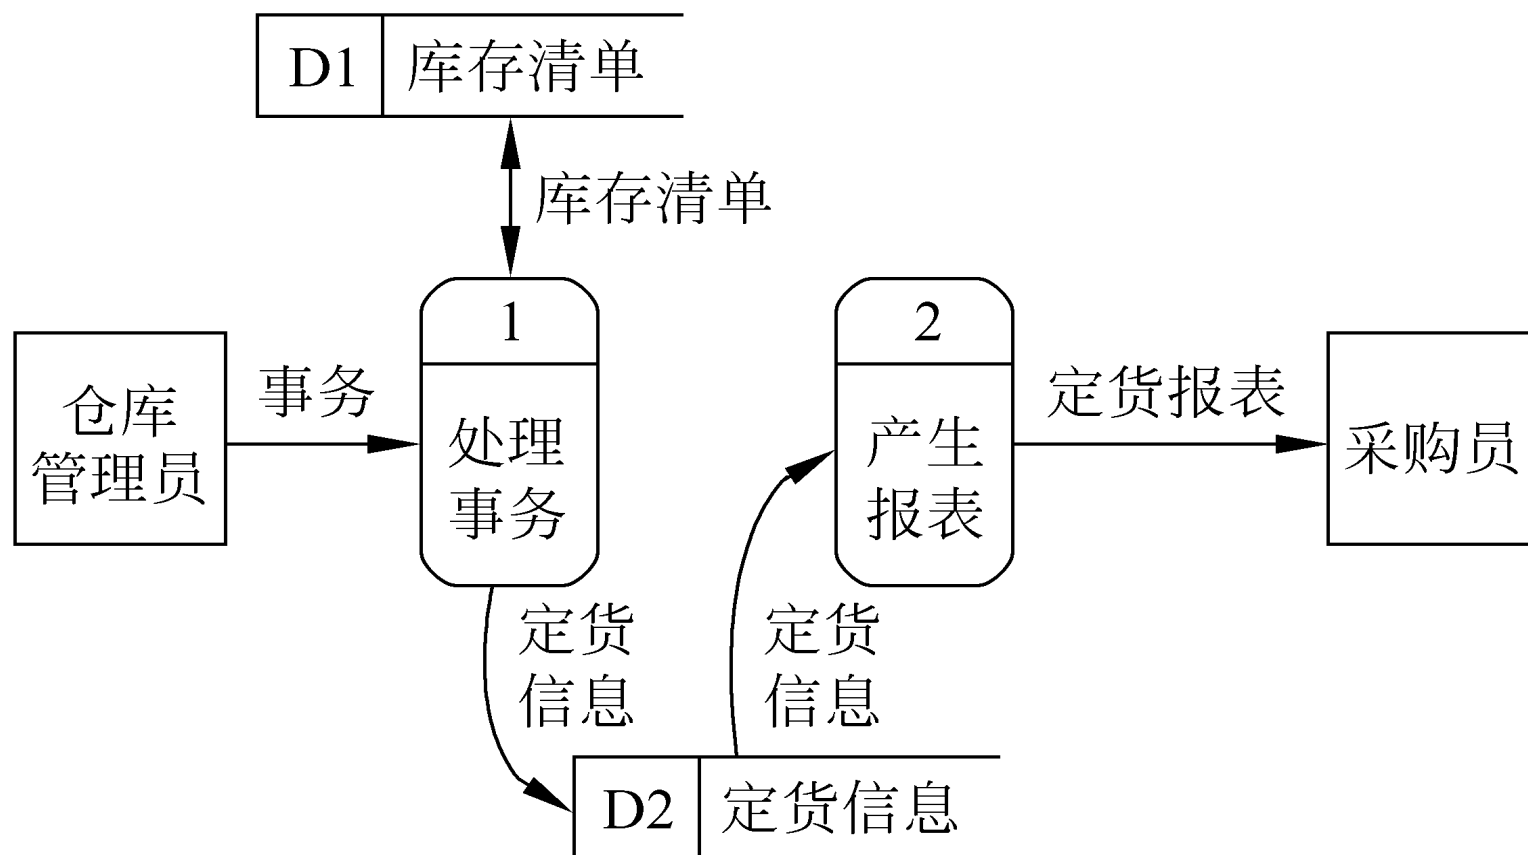 D1 库存清单
库存清单
1
2
仓库
管理员
事务
处理
事务
产生
报表
定货报表
采购员
定货
信息
定货
信息
D2 定货信息